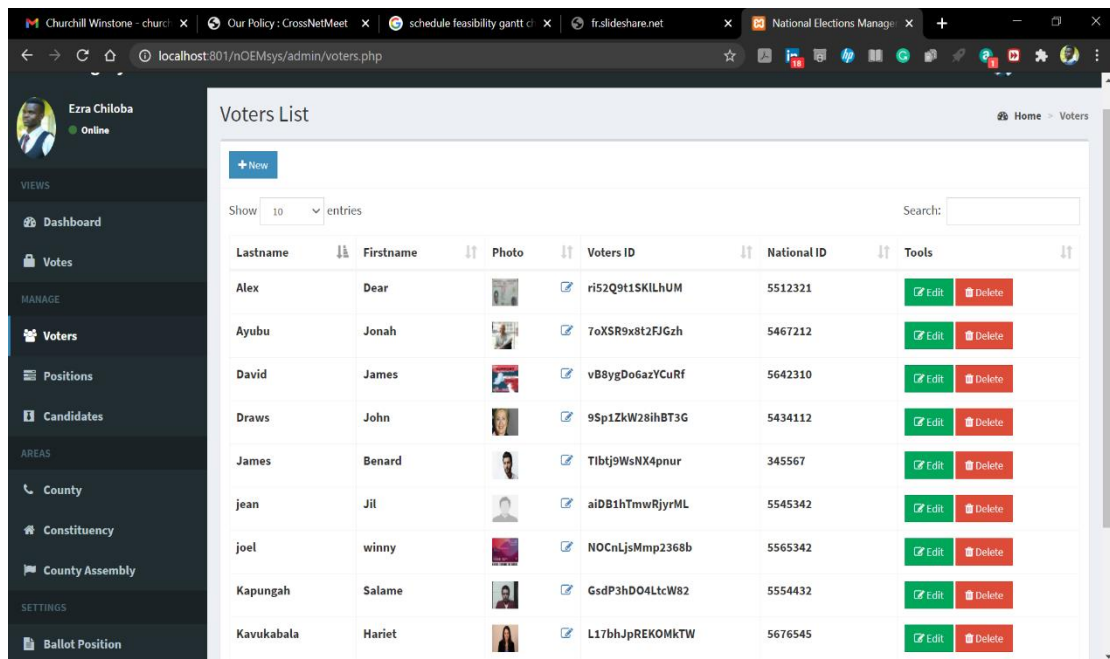 Churchill Winstone - church
Our Policy : CrossNetMeet
schedule feasibility gantt ch
fr.slideshare.net
National Elections Manage
localhost:801/nOEMsys/admin/voters.php
18
hp
1
Ezra Chiloba
Online
VIEWS
Dashboard
Votes
MANAGE
Voters
Positions
Candidates
AREAS
County
Constituency
County Assembly
SETTINGS
Ballot Position
Voters List
Home > Voters
New
Show 10 entries
Search:
Lastname Firstname Photo Voters ID National ID Tools
Alex Dear ri52Q9t1SKlLhUM 5512321 Edit Delete
Ayubu Jonah 7oXSR9x8t2FJGzh 5467212 Edit Delete
David James vB8ygDo6azYCuRf 5642310 Edit Delete
Draws John 9Sp1ZkW28ihBT3G 5434112 Edit Delete
James Benard TIbtj9WsNX4pnur 345567 Edit Delete
jean Jil aiDB1hTmwRjyrML 5545342 Edit Delete
joel winny NOCnLjsMmp2368b 5565342 Edit Delete
Kapungah Salame GsdP3hDO4LtcW82 5554432 Edit Delete
Kavukabala Hariet L17bhJpREKOMkTW 5676545 Edit Delete